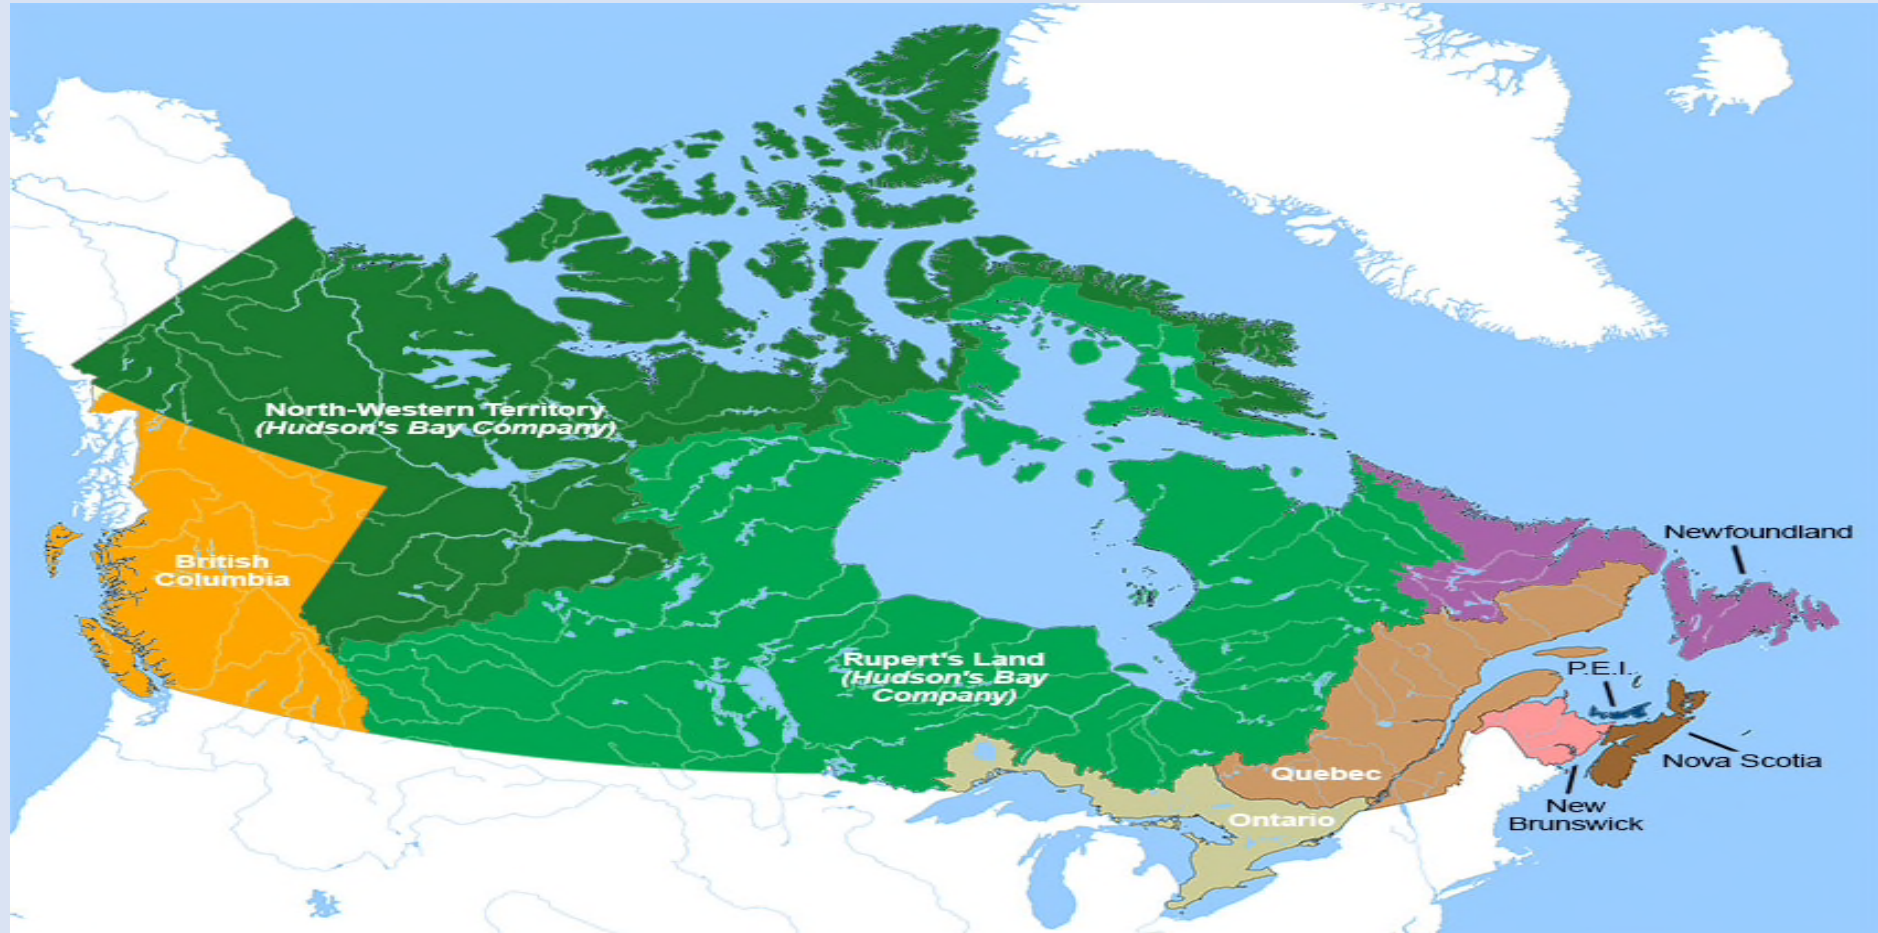 North-Western Territory
(Hudson's Bay Company)
British
Columbia
Newfoundland
Rupert's Land
(Hudson's Bay
Company)
P.E.I.
Nova Scotia
Quebec
New
Brunswick
Ontario